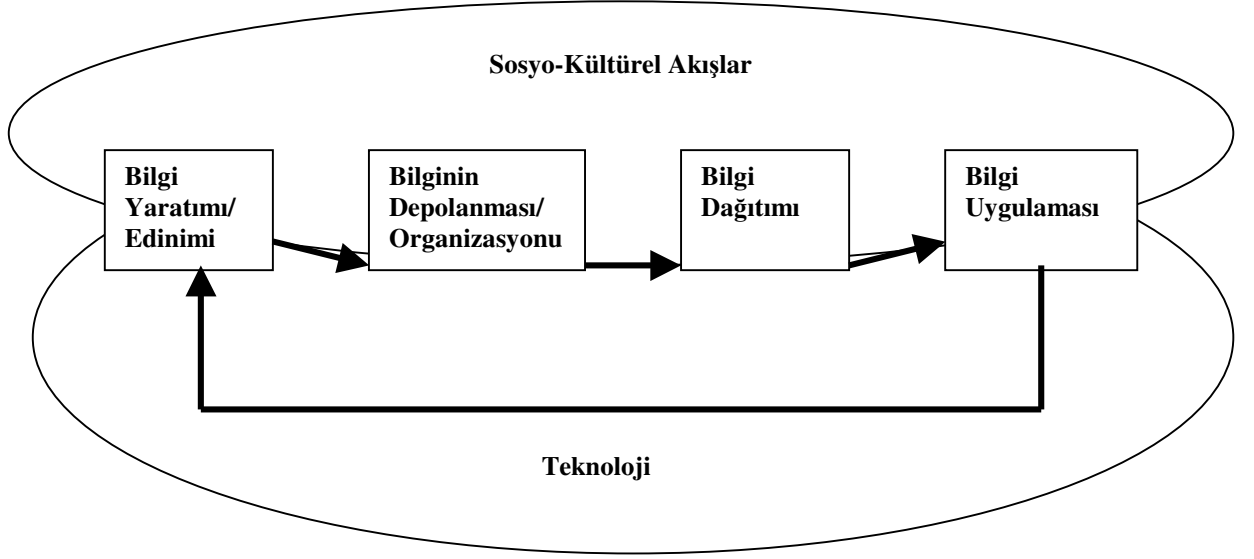 Sosyo-Kültürel Akışlar
Bilgi
Yaratımı/
Edinimi
Bilginin
Depolanması/
Organizasyonu
Bilgi
Dağıtımı
Bilgi
Uygulaması
Teknoloji